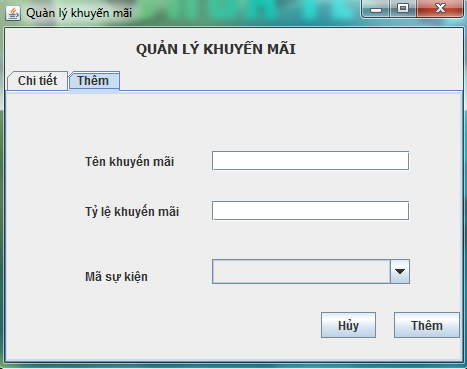 Quản lý khuyến mãi
QUẢN LÝ KHUYẾN MÃI
Chi tiết Thêm
Tên khuyến mãi
Tỷ lệ khuyến mãi
Mã sự kiện
Hủy Thêm